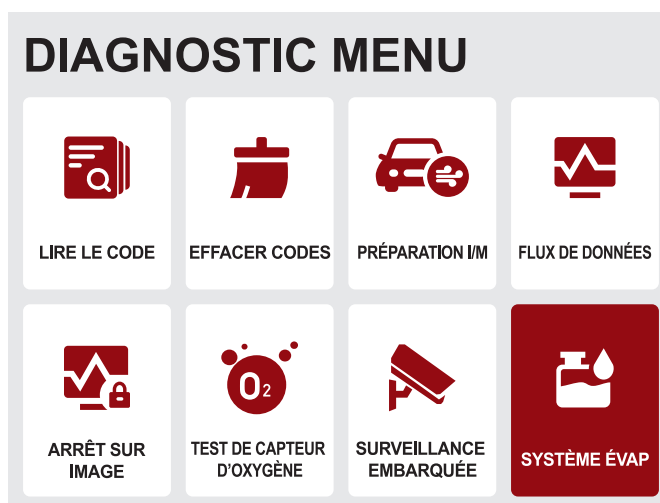 DIAGNOSTIC MENU
LIRE LE CODE
EFFACER CODES
PRÉPARATION I/M
FLUX DE DONNÉES
O2
ARRÊT SUR
IMAGE
TEST DE CAPTEUR
D'OXYGÈNE
SURVEILLANCE
EMBARQUÉE
SYSTÈME ÉVAP